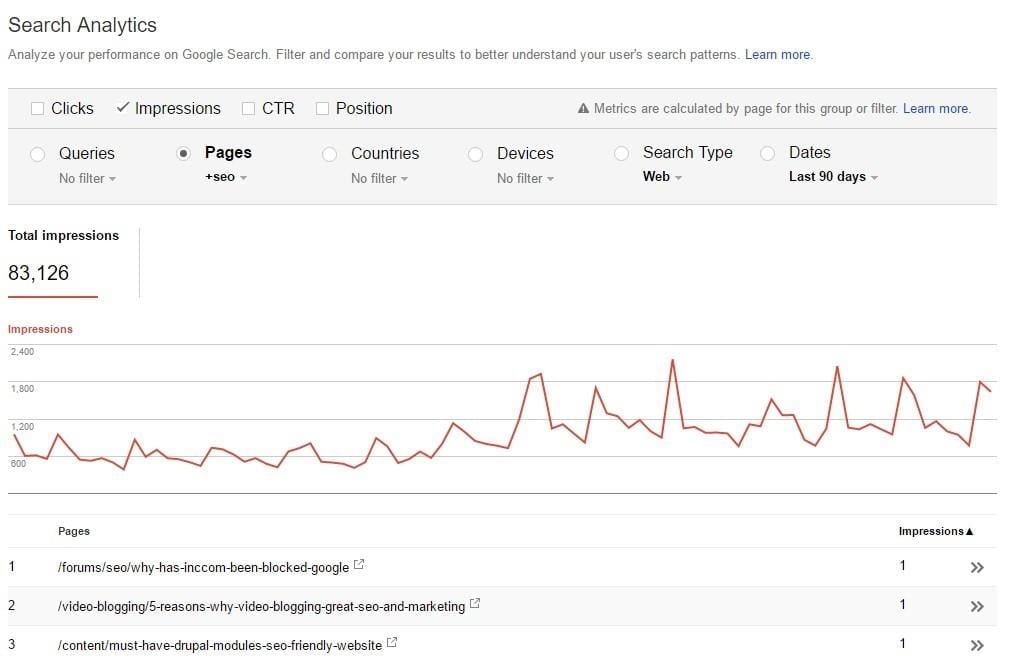 Search Analytics
Analyze your performance on Google Search. Filter and compare your results to better understand your user's search patterns. Learn more.
Clicks Impressions CTR Position Metrics are calculated by page for this group or filter. Learn more.
Queries Pages Countries Devices Search Type Dates
No filter +seo No filter No filter Web Last 90 days
Total impressions
83,126
Impressions
2,400
1,800
1,200
600
Pages Impressions▲
1 /forums/seo/why-has-inccom-been-blocked-google 1 »
2 /video-blogging/5-reasons-why-video-blogging-great-seo-and-marketing 1 »
3 /content/must-have-drupal-modules-seo-friendly-website 1 »